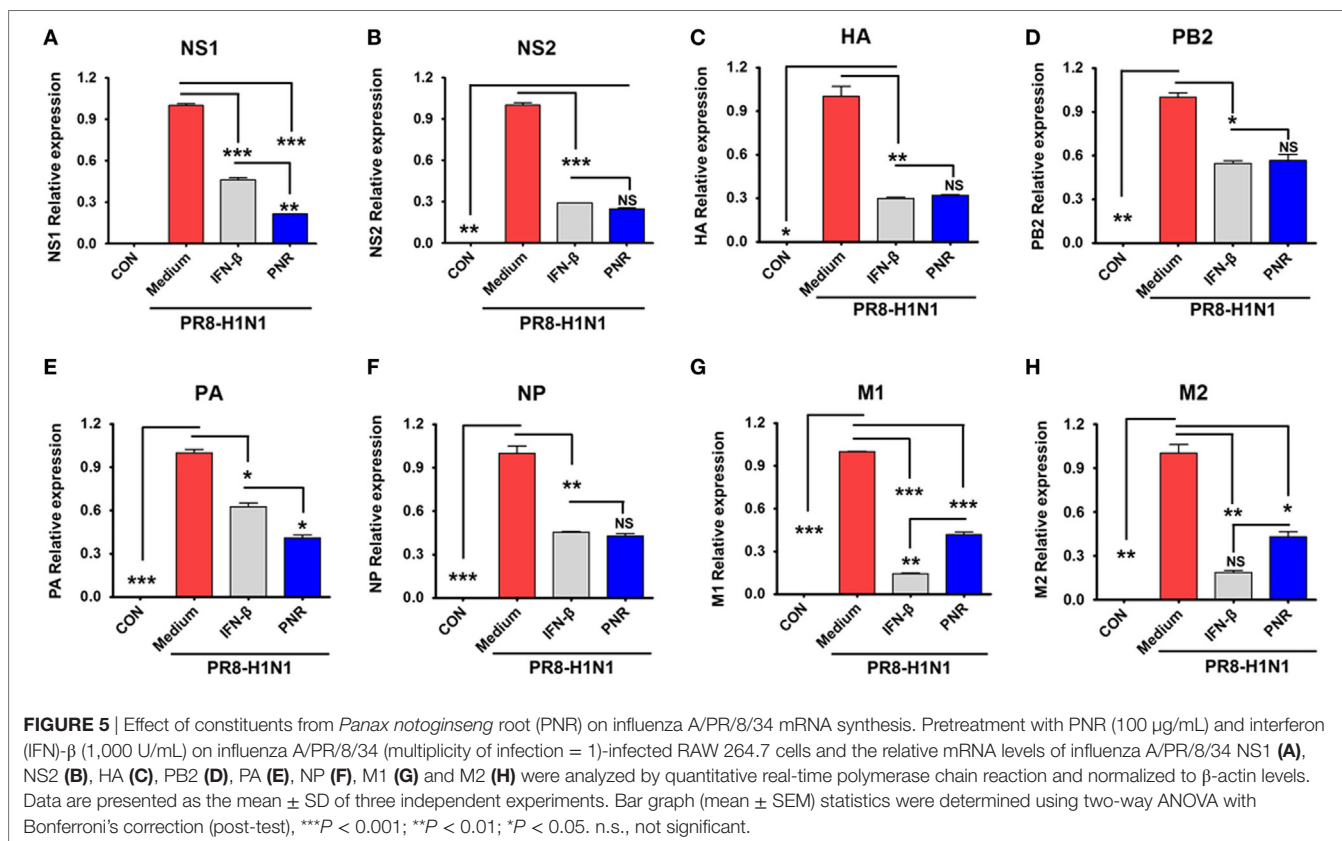 A
NS1
NS1 Relative expression
1.2
0.9
0.6
0.3
0.0
***
***
**
CON
Medium
IFN-β
PNR
PR8-H1N1
B
NS2
NS2 Relative expression
1.2
0.9
0.6
0.3
0.0
**
***
NS
CON
Medium
IFN-β
PNR
PR8-H1N1
C
HA
HA Relative expression
1.2
0.9
0.6
0.3
0.0
*
**
NS
CON
Medium
IFN-β
PNR
PR8-H1N1
D
PB2
PB2 Relative expression
1.2
0.9
0.6
0.3
0.0
**
*
NS
CON
Medium
IFN-β
PNR
PR8-H1N1
E
PA
PA Relative expression
1.2
0.9
0.6
0.3
0.0
***
*
*
CON
Medium
IFN-β
PNR
PR8-H1N1
F
NP
NP Relative expression
1.2
0.9
0.6
0.3
0.0
***
**
NS
CON
Medium
IFN-β
PNR
PR8-H1N1
G
M1
M1 Relative expression
1.2
0.9
0.6
0.3
0.0
***
***
***
**
CON
Medium
IFN-β
PNR
PR8-H1N1
H
M2
M2 Relative expression
1.2
0.9
0.6
0.3
0.0
**
**
*
NS
CON
Medium
IFN-β
PNR
PR8-H1N1
FIGURE 5 | Effect of constituents from Panax notoginseng root (PNR) on influenza A/PR/8/34 mRNA synthesis. Pretreatment with PNR (100 µg/mL) and interferon
(IFN)-β (1,000 U/mL) on influenza A/PR/8/34 (multiplicity of infection = 1)-infected RAW 264.7 cells and the relative mRNA levels of influenza A/PR/8/34 NS1 (A),
NS2 (B), HA (C), PB2 (D), PA (E), NP (F), M1 (G) and M2 (H) were analyzed by quantitative real-time polymerase chain reaction and normalized to β-actin levels.
Data are presented as the mean ± SD of three independent experiments. Bar graph (mean ± SEM) statistics were determined using two-way ANOVA with
Bonferroni's correction (post-test), ***P < 0.001; **P < 0.01; *P < 0.05. n.s., not significant.